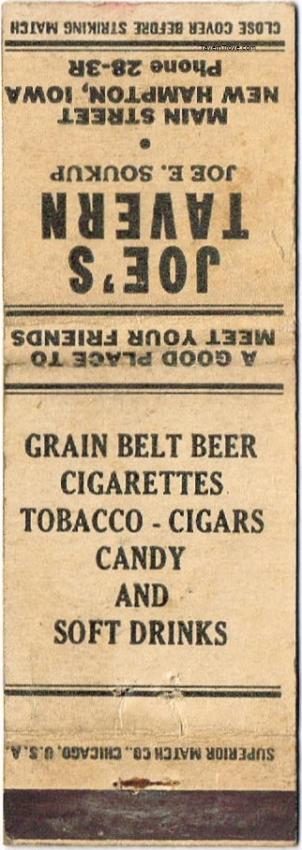 CLOSE COVER BEFORE STRIKING MATCH
JOE'S
TAVERN
JOE E. SOUKUP
•
MAIN STREET
NEW HAMPTON, IOWA
Phone 28-3R
A GOOD PLACE TO
MEET YOUR FRIENDS
GRAIN BELT BEER
CIGARETTES
TOBACCO - CIGARS
CANDY
AND
SOFT DRINKS
SUPERIOR MATCH CO., CHICAGO, U.S.A.